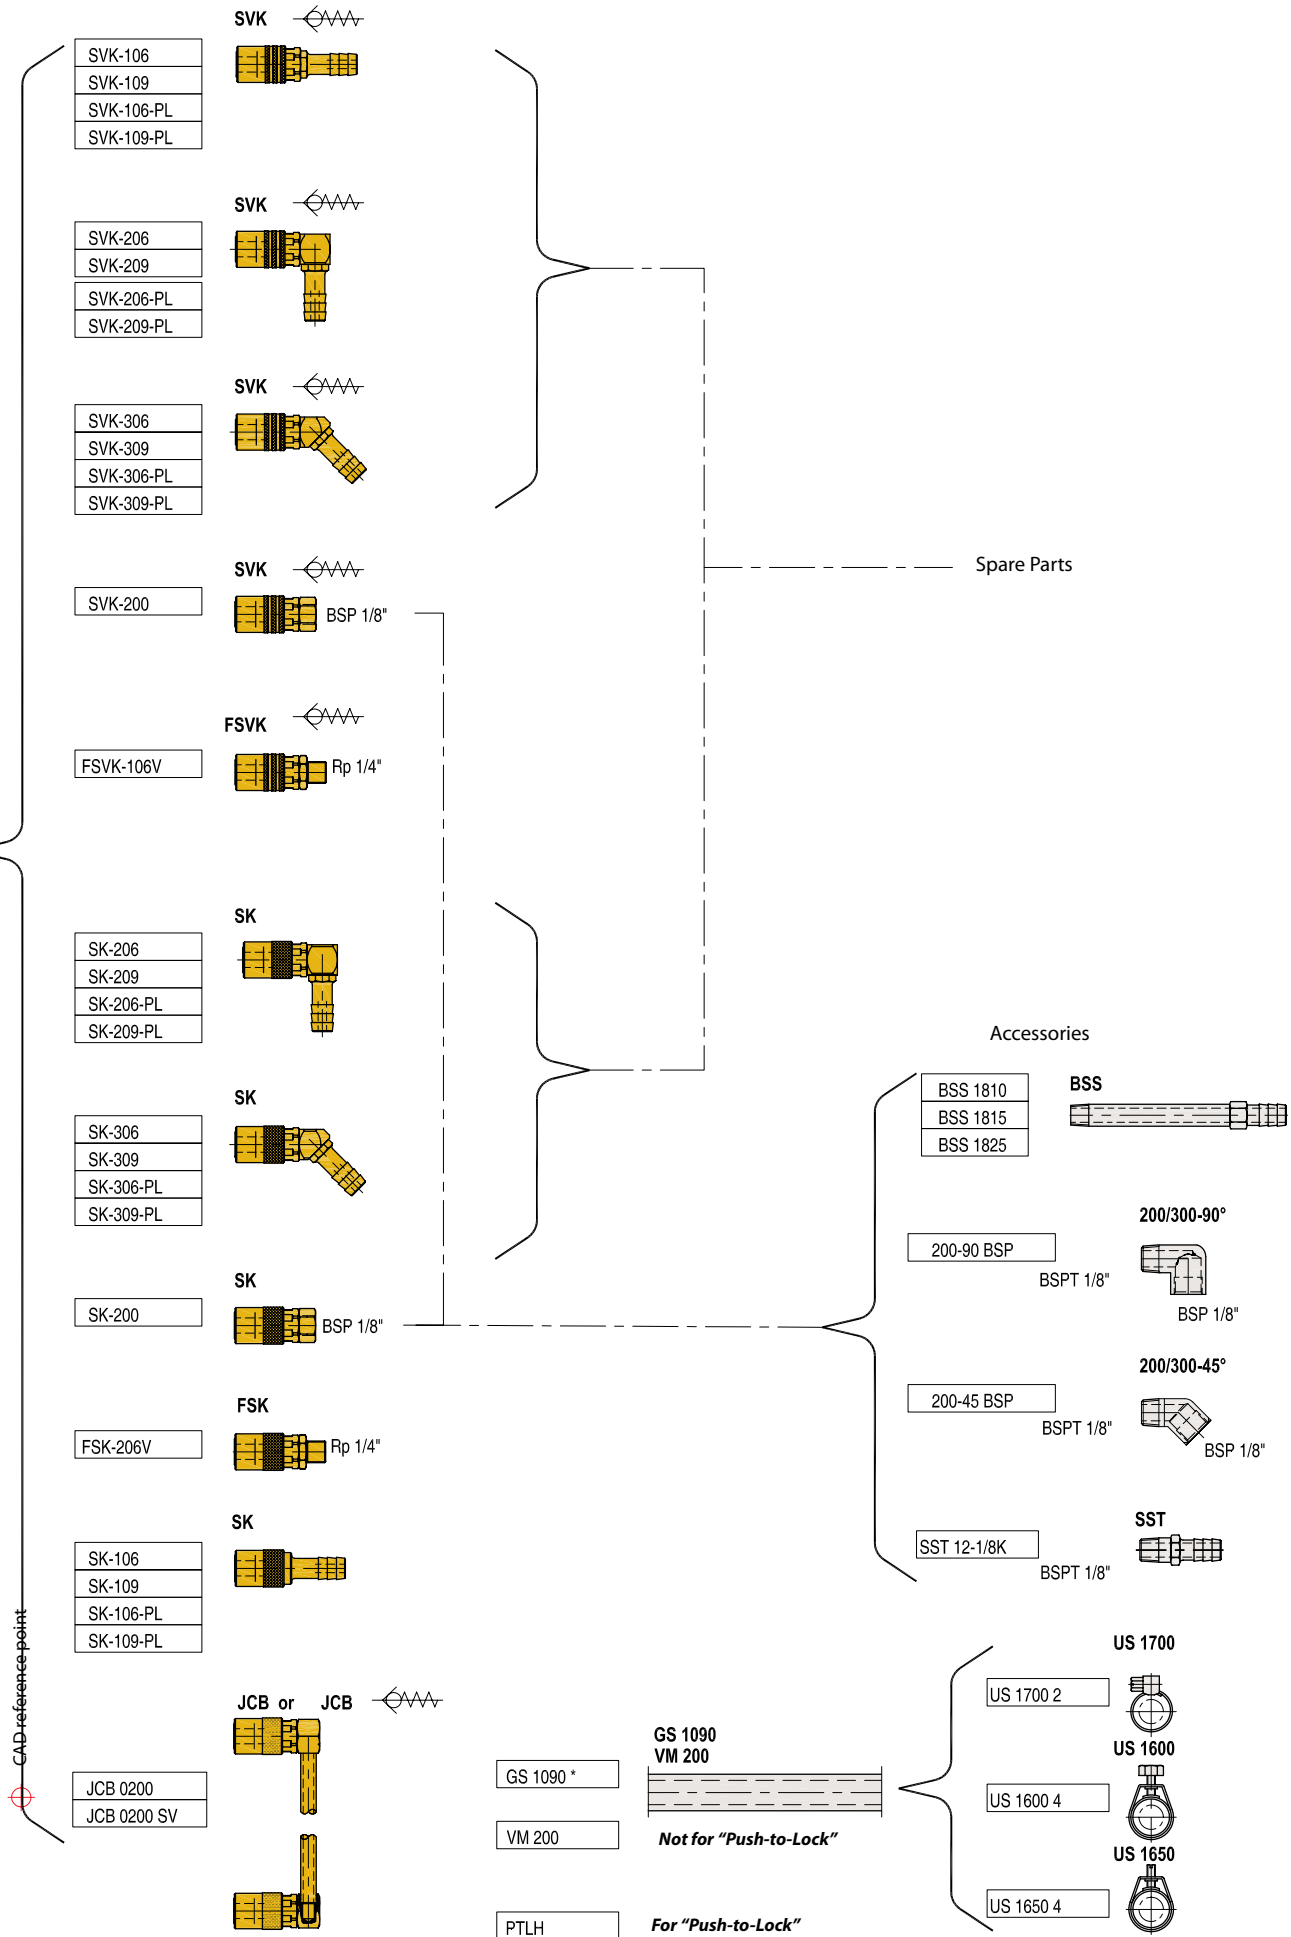 SVK
SVK-106
SVK-109
SVK-106-PL
SVK-109-PL
SVK
SVK-206
SVK-209
SVK-206-PL
SVK-209-PL
SVK
SVK-306
SVK-309
SVK-306-PL
SVK-309-PL
Spare Parts
SVK
SVK-200
BSP 1/8"
FSVK
FSVK-106V
Rp 1/4"
SK
SK-206
SK-209
SK-206-PL
SK-209-PL
SK
SK-306
SK-309
SK-306-PL
SK-309-PL
SK
SK-200
BSP 1/8"
FSK
FSK-206V
Rp 1/4"
SK
SK-106
SK-109
SK-106-PL
SK-109-PL
CAD reference point
JCB or JCB
JCB 0200
JCB 0200 SV
Accessories
BSS 1810
BSS 1815
BSS 1825
BSS
200/300-90°
200-90 BSP
BSPT 1/8"
BSP 1/8"
200/300-45°
200-45 BSP
BSPT 1/8"
BSP 1/8"
SST
SST 12-1/8K
BSPT 1/8"
GS 1090
VM 200
GS 1090 *
VM 200
Not for “Push-to-Lock”
PTLH
For “Push-to-Lock”
US 1700
US 1700 2
US 1600
US 1600 4
US 1650
US 1650 4